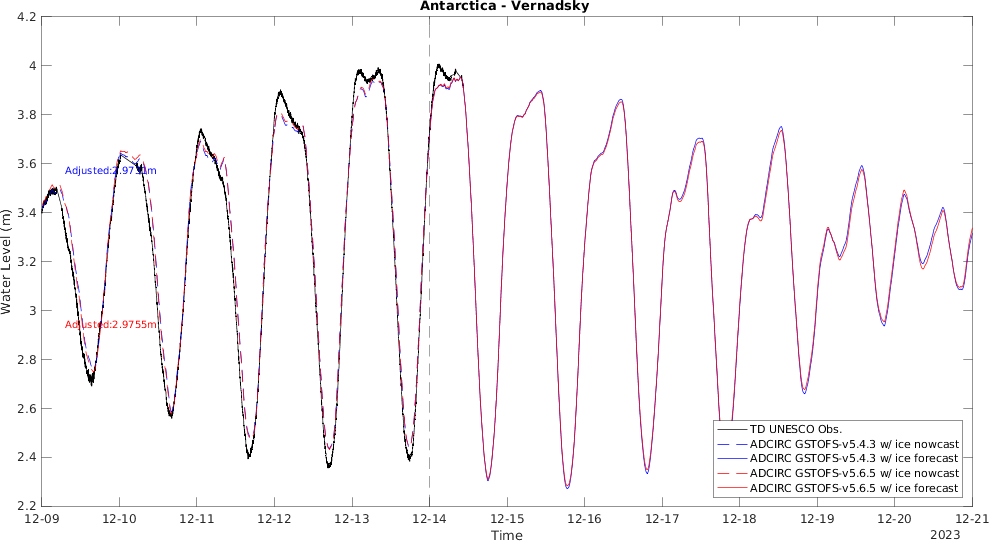 Antarctica - Vernadsky
4.2
4
3.8
3.6
3.4
3.2
3
2.8
2.6
2.4
2.2
Water Level (m)
Adjusted:2.9755m
TD UNESCO Obs.
ADCIRC GSTOFS-v5.4.3 w/ ice nowcast
ADCIRC GSTOFS-v5.4.3 w/ ice forecast
ADCIRC GSTOFS-v5.6.5 w/ ice nowcast
ADCIRC GSTOFS-v5.6.5 w/ ice forecast
12-09 12-10 12-11 12-12 12-13 12-14 12-15 12-16 12-17 12-18 12-19 12-20 12-21
Time
2023